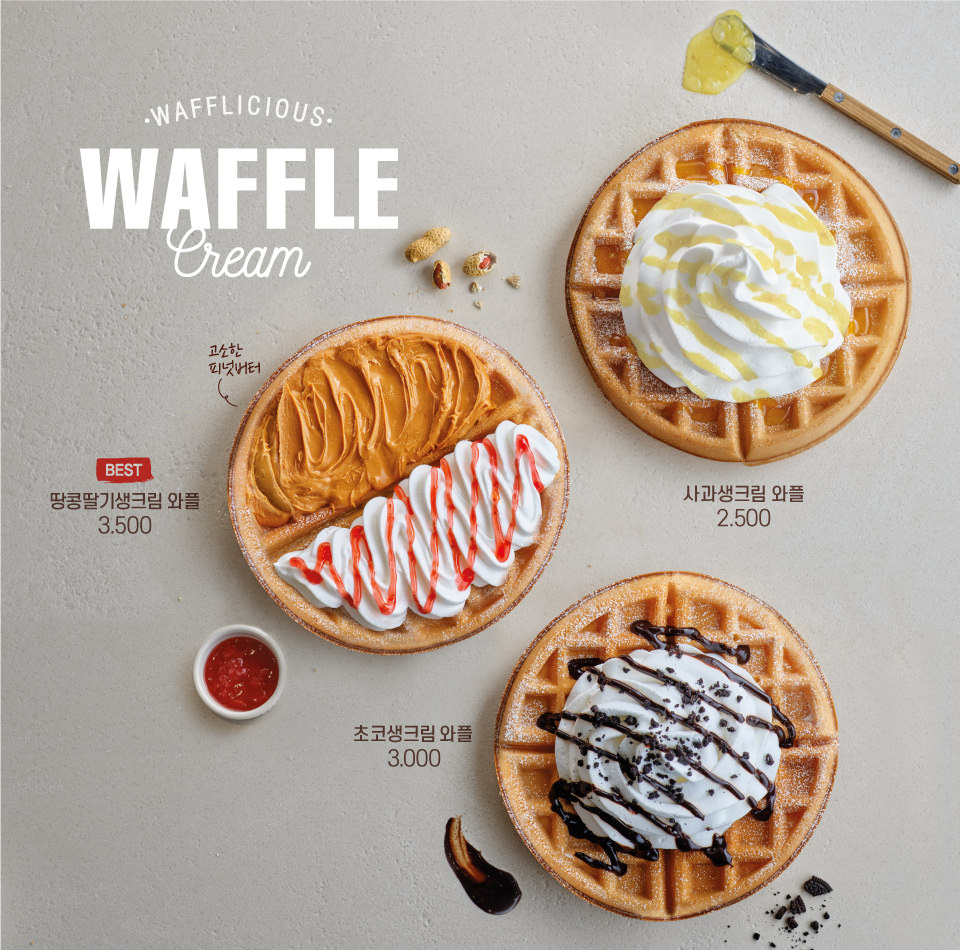 ·WAFFLICIOUS·
WAFFLE
Cream
고소한
피넛버터
BEST
땅콩딸기생크림 와플
3.500
사과생크림 와플
2.500
초코생크림 와플
3.000